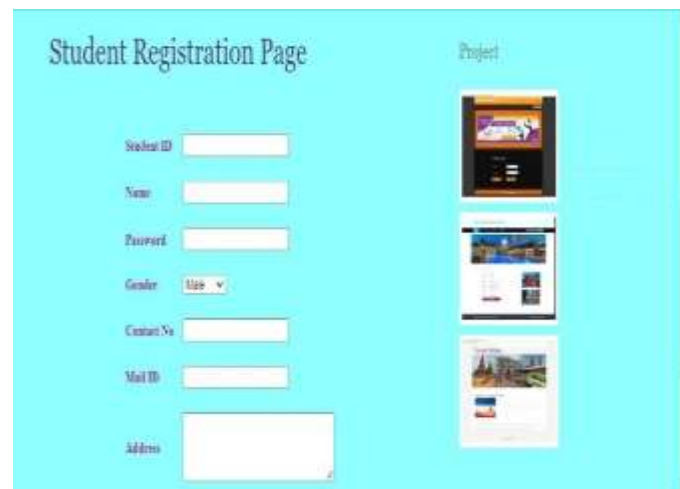 Student Registration Page
Project
Student ID
Name
Password
Gender Male
Contact No
Mail ID
Address